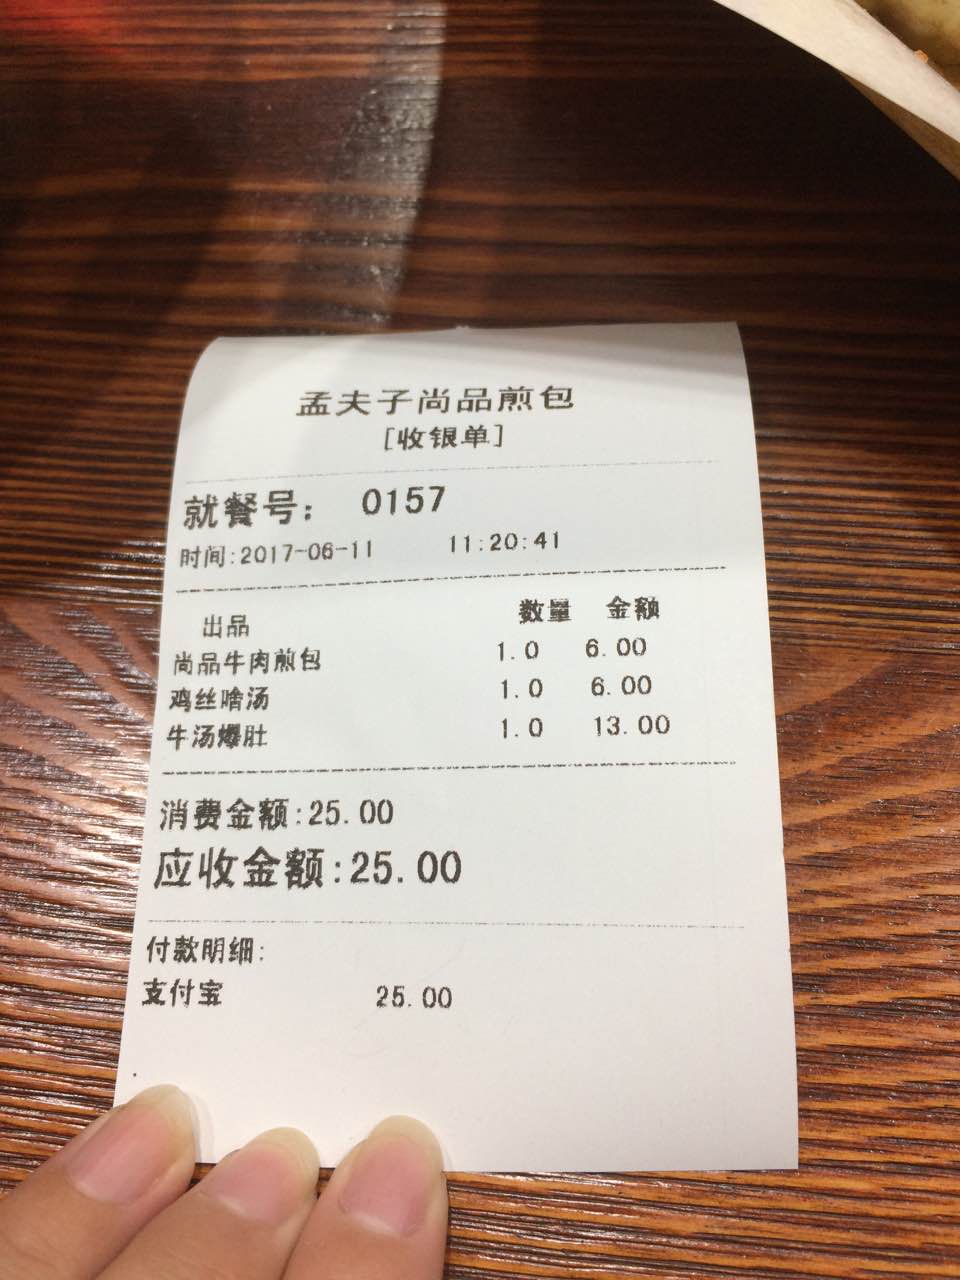 孟夫子尚品煎包
[收银单]
就餐号： 0157
时间:2017-06-11 11:20:41
出品 数量 金额
尚品牛肉煎包 1.0 6.00
鸡丝啥汤 1.0 6.00
牛汤爆肚 1.0 13.00
消费金额:25.00
应收金额:25.00
付款明细:
支付宝 25.00